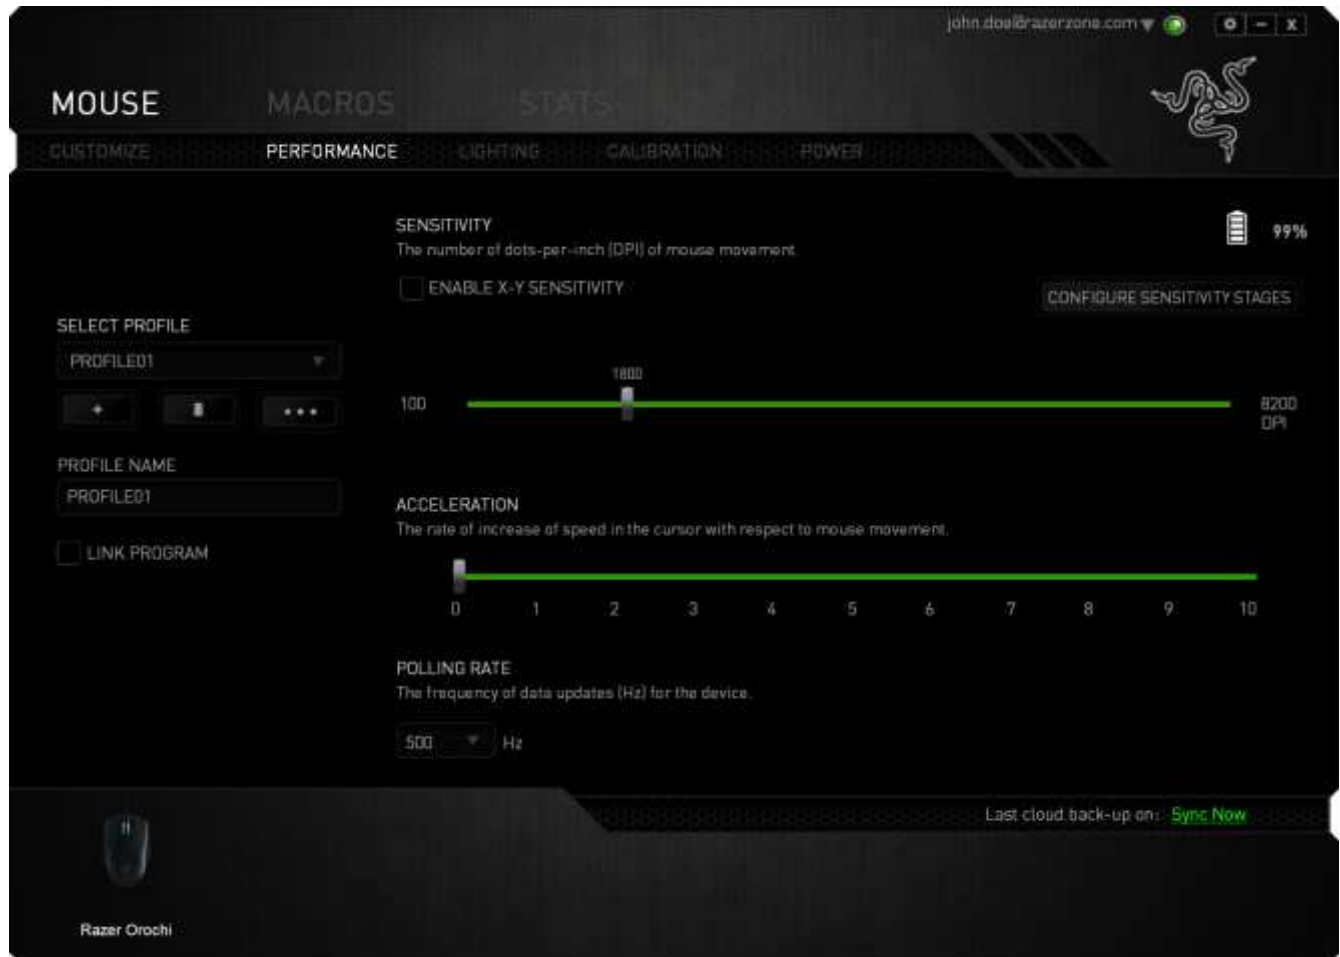 john.doe@razerzone.com
MOUSE MACROS STATS
CUSTOMIZE PERFORMANCE LIGHTING CALIBRATION POWER
SENSITIVITY
The number of dots-per-inch (DPI) of mouse movement.
99%
ENABLE X-Y SENSITIVITY
CONFIGURE SENSITIVITY STAGES
SELECT PROFILE
PROFILE01
1800
100
8200
DPI
PROFILE NAME
PROFILE01
LINK PROGRAM
ACCELERATION
The rate of increase of speed in the cursor with respect to mouse movement.
0 1 2 3 4 5 6 7 8 9 10
POLLING RATE
The frequency of data updates (Hz) for the device.
500 Hz
Last cloud back-up on: Sync Now
Razer Orochi